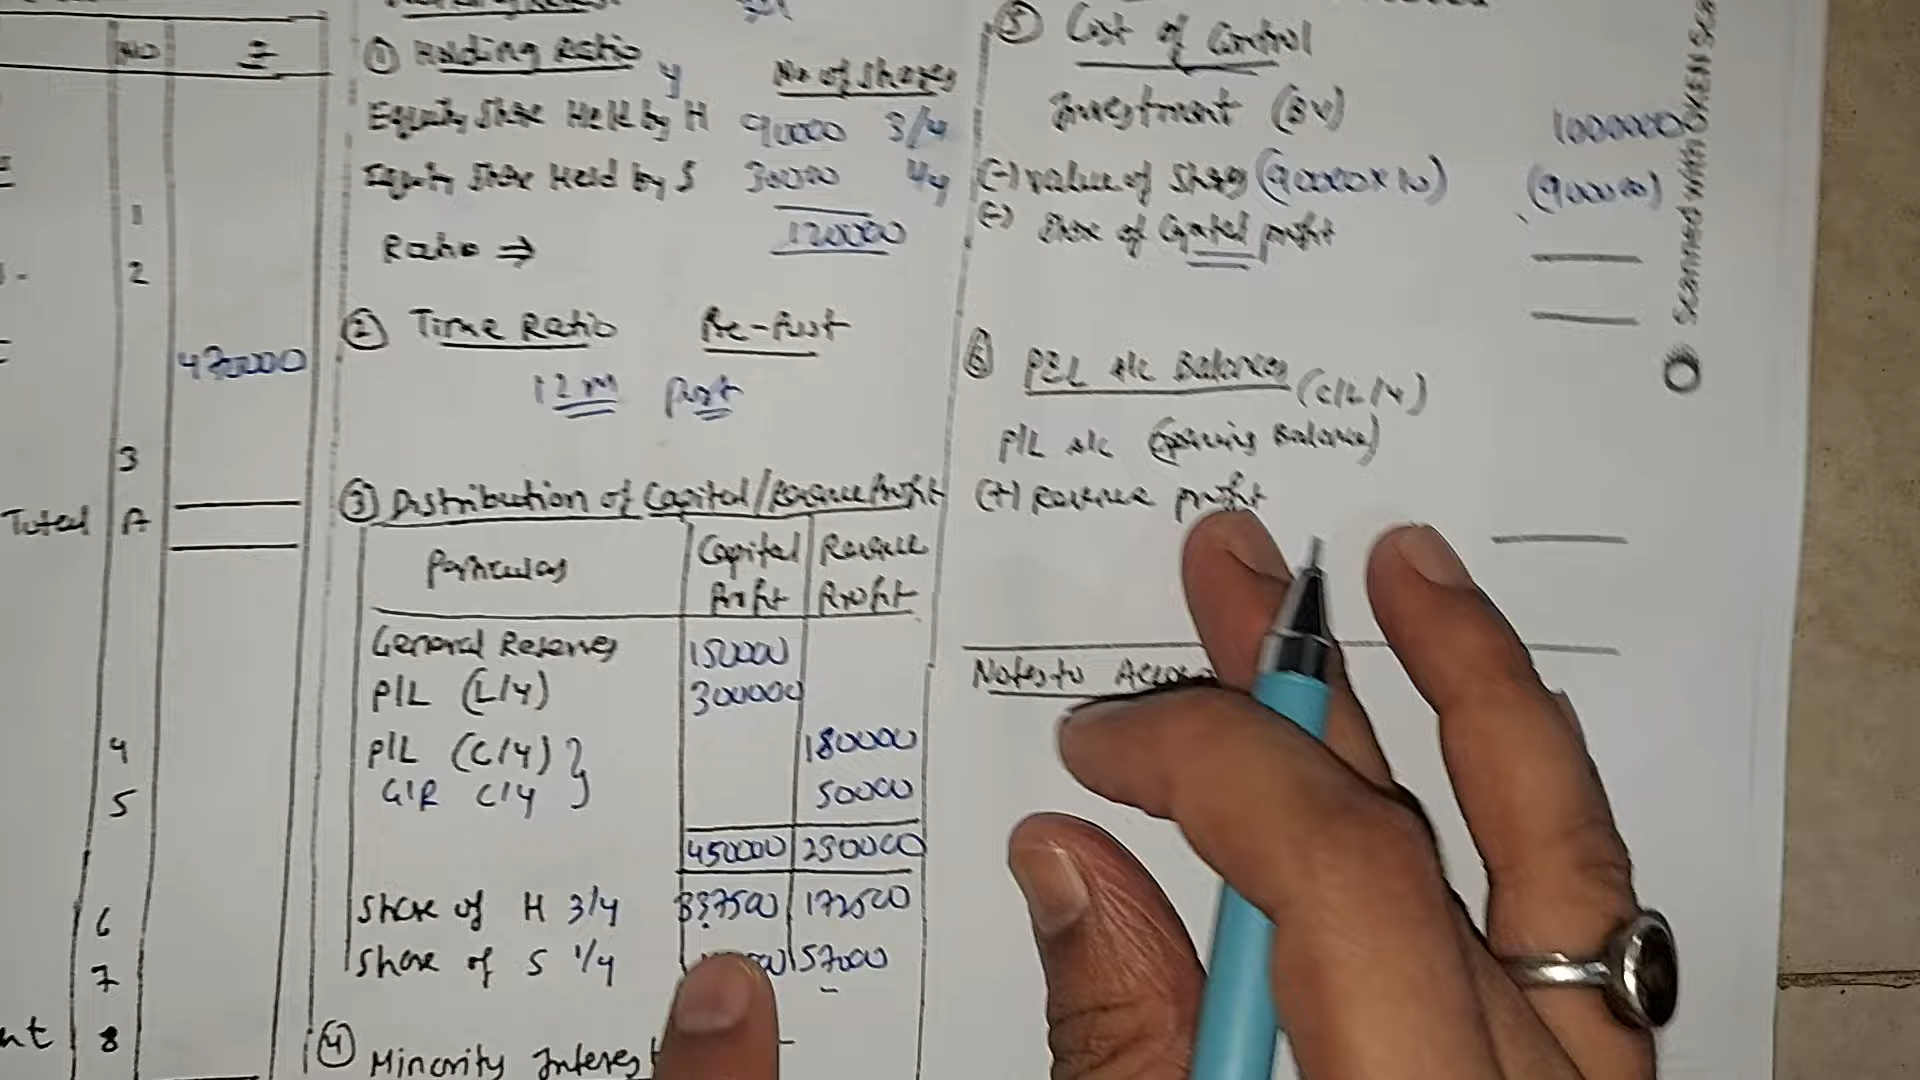 NO ₹
1
2
470000
3
Total A
4
5
6
7
8
① Holding Ratio
No of Shares
Equity Share Held by H 90000 3/4
Equity Share Held by S 30000 1/4
120000
Ratio ⇒
② Time Ratio Pre-Post
12m Post
③ Distribution of Capital/Revenue Profit
Particulars Capital Profit Revenue Profit
General Reserves 150000
P/L (L/y) 300000
P/L (C/y) } 180000
G/R C/y } 50000
450000 230000
Share of H 3/4 337500 172500
Share of S 1/4 57000
④ Minority Interest
⑤ Cost of Control
Investment (BV) 1000000
(-) Value of Shares (90000×10) (900000)
(-) Share of Capital profit
⑥ P&L A/c Balances (C/L/y)
P/L A/c (Opening Balance)
(+) Revenue profit
Notes to
Scanned with OKEN